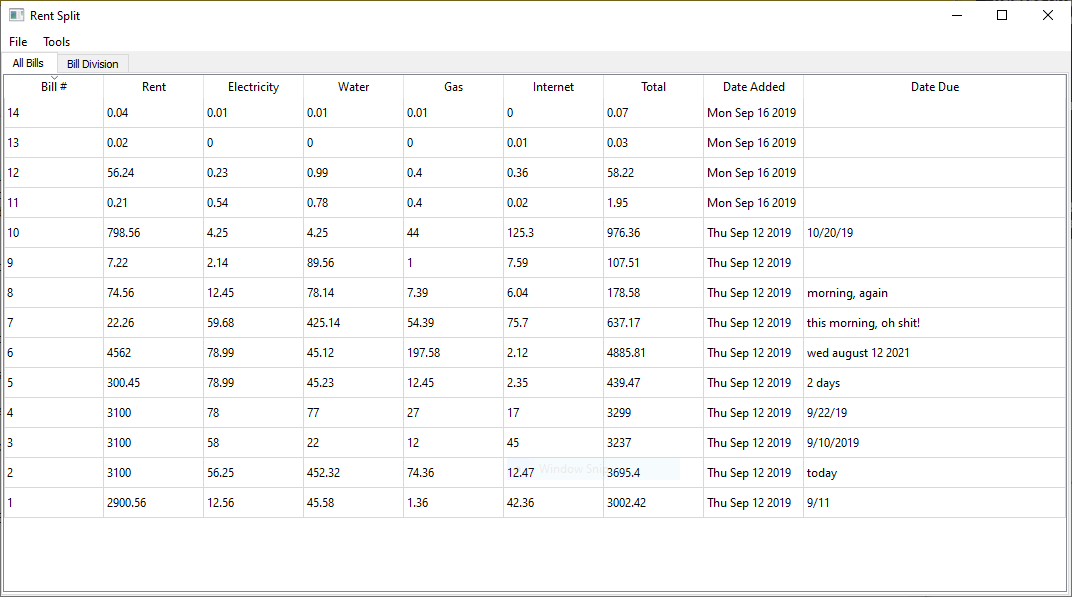 Rent Split
File Tools
All Bills Bill Division
Bill # Rent Electricity Water Gas Internet Total Date Added Date Due
14 0.04 0.01 0.01 0.01 0 0.07 Mon Sep 16 2019
13 0.02 0 0 0 0.01 0.03 Mon Sep 16 2019
12 56.24 0.23 0.99 0.4 0.36 58.22 Mon Sep 16 2019
11 0.21 0.54 0.78 0.4 0.02 1.95 Mon Sep 16 2019
10 798.56 4.25 4.25 44 125.3 976.36 Thu Sep 12 2019 10/20/19
9 7.22 2.14 89.56 1 7.59 107.51 Thu Sep 12 2019
8 74.56 12.45 78.14 7.39 6.04 178.58 Thu Sep 12 2019 morning, again
7 22.26 59.68 425.14 54.39 75.7 637.17 Thu Sep 12 2019 this morning, oh shit!
6 4562 78.99 45.12 197.58 2.12 4885.81 Thu Sep 12 2019 wed august 12 2021
5 300.45 78.99 45.23 12.45 2.35 439.47 Thu Sep 12 2019 2 days
4 3100 78 77 27 17 3299 Thu Sep 12 2019 9/22/19
3 3100 58 22 12 45 3237 Thu Sep 12 2019 9/10/2019
2 3100 56.25 452.32 74.36 12.47 Window 3695.4 Thu Sep 12 2019 today
1 2900.56 12.56 45.58 1.36 42.36 3002.42 Thu Sep 12 2019 9/11